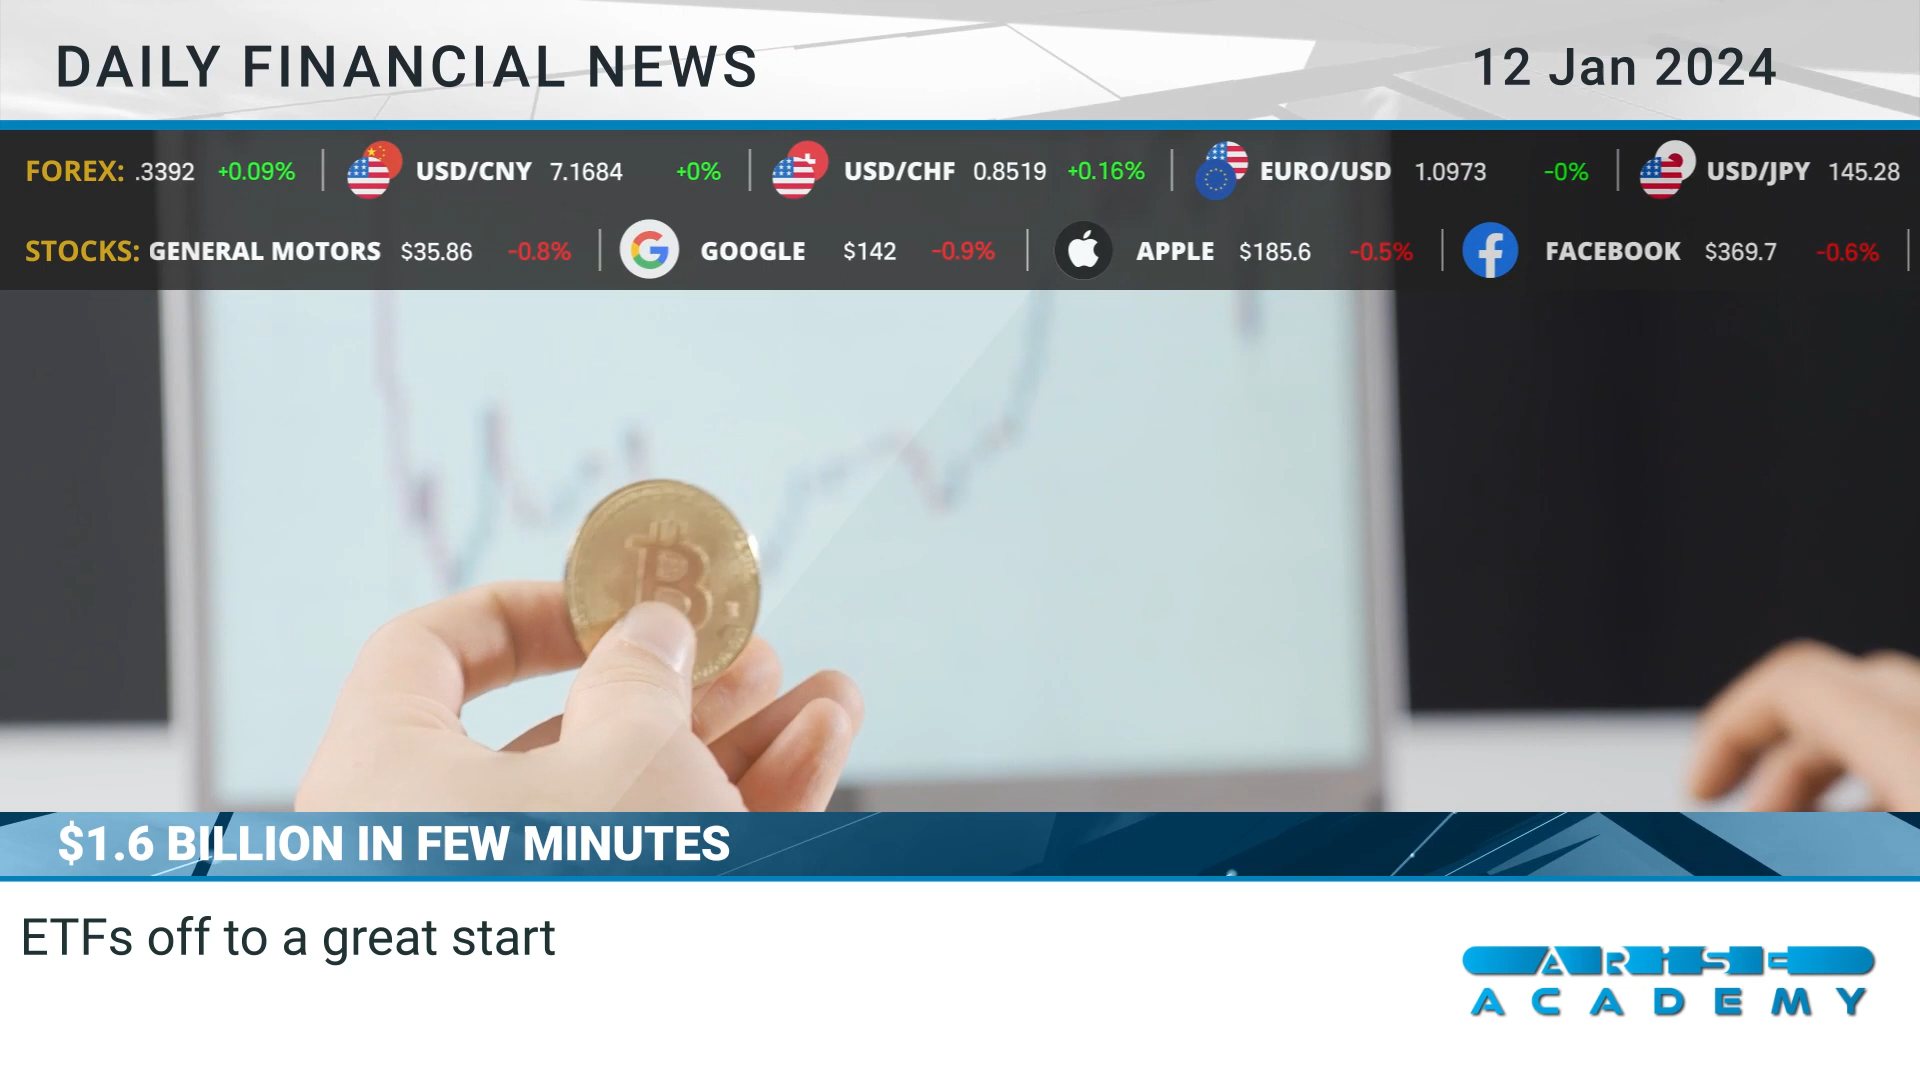 DAILY FINANCIAL NEWS
12 Jan 2024
FOREX: .3392 +0.09% USD/CNY 7.1684 +0% USD/CHF 0.8519 +0.16% EURO/USD 1.0973 -0% USD/JPY 145.28
STOCKS: GENERAL MOTORS $35.86 -0.8% GOOGLE $142 -0.9% APPLE $185.6 -0.5% FACEBOOK $369.7 -0.6%
$1.6 BILLION IN FEW MINUTES
ETFs off to a great start
ARISE
ACADEMY